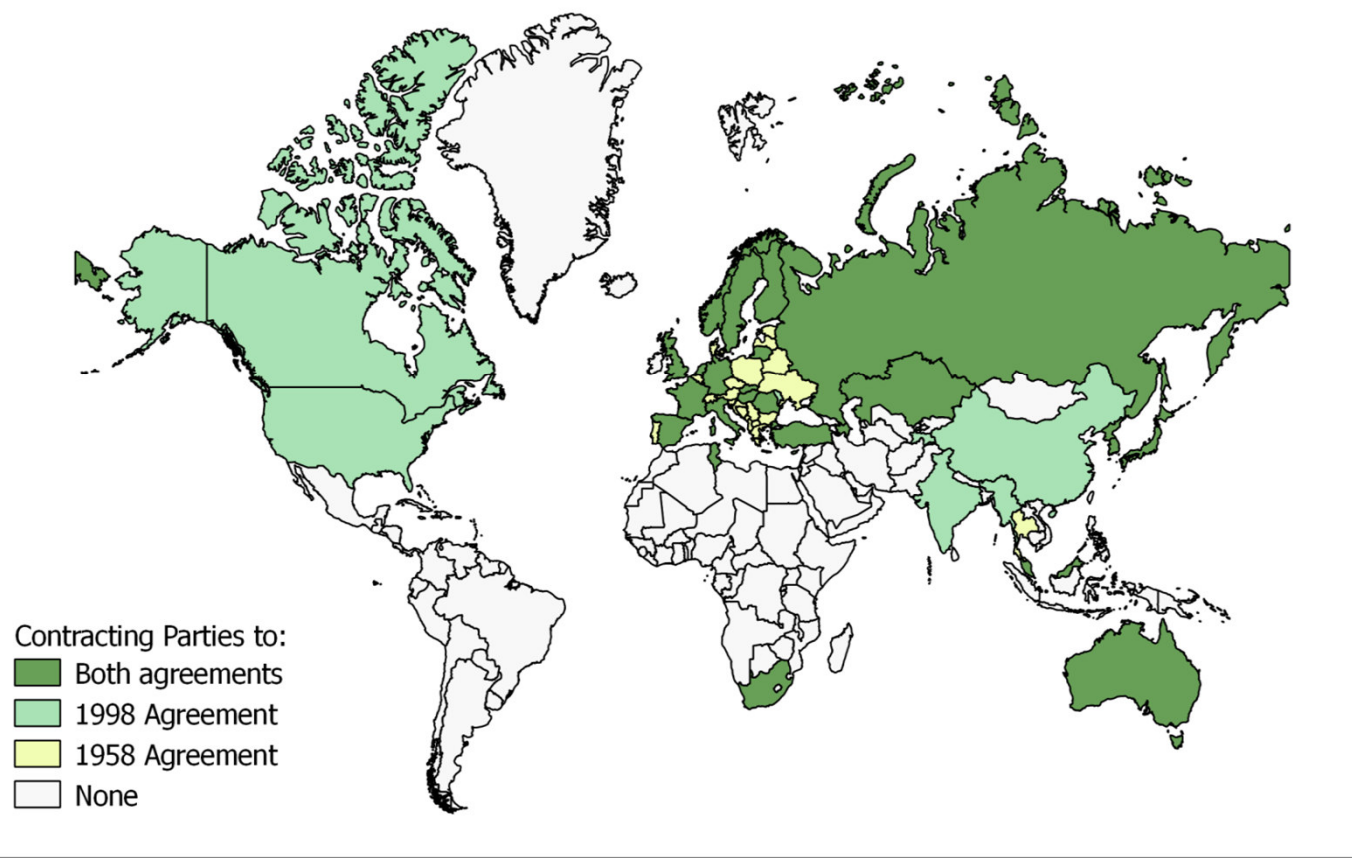 Contracting Parties to:
Both agreements
1998 Agreement
1958 Agreement
None